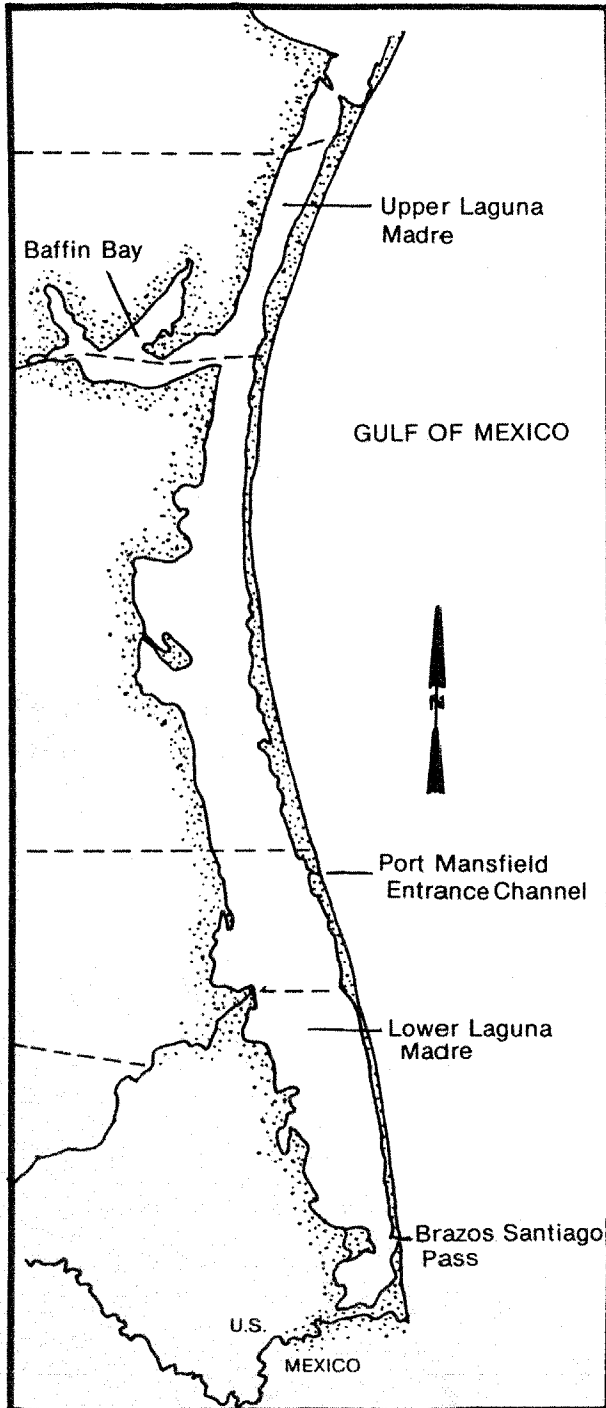 Upper Laguna
Madre
Baffin Bay
GULF OF MEXICO
N
Port Mansfield
Entrance Channel
Lower Laguna
Madre
Brazos Santiago
Pass
U.S.
MEXICO